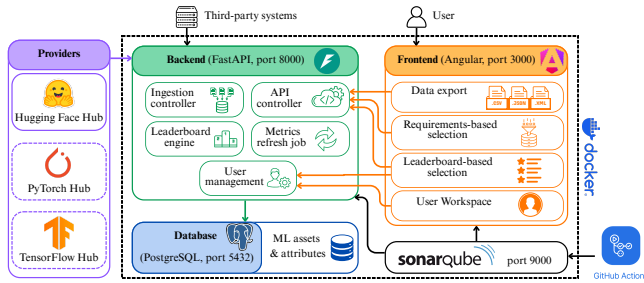 Third-party systems
User
Providers
Hugging Face Hub
PyTorch Hub
TensorFlow Hub
Backend (FastAPI, port 8000)
Ingestion
controller
API
controller
Leaderboard
engine
Metrics
refresh job
User
management
Frontend (Angular, port 3000)
Data export
.CSV
.JSON
.XML
Requirements-based
selection
Leaderboard-based
selection
User Workspace
docker
Database
(PostgreSQL, port 5432)
ML assets
& attributes
sonarqube
port 9000
GitHub Action